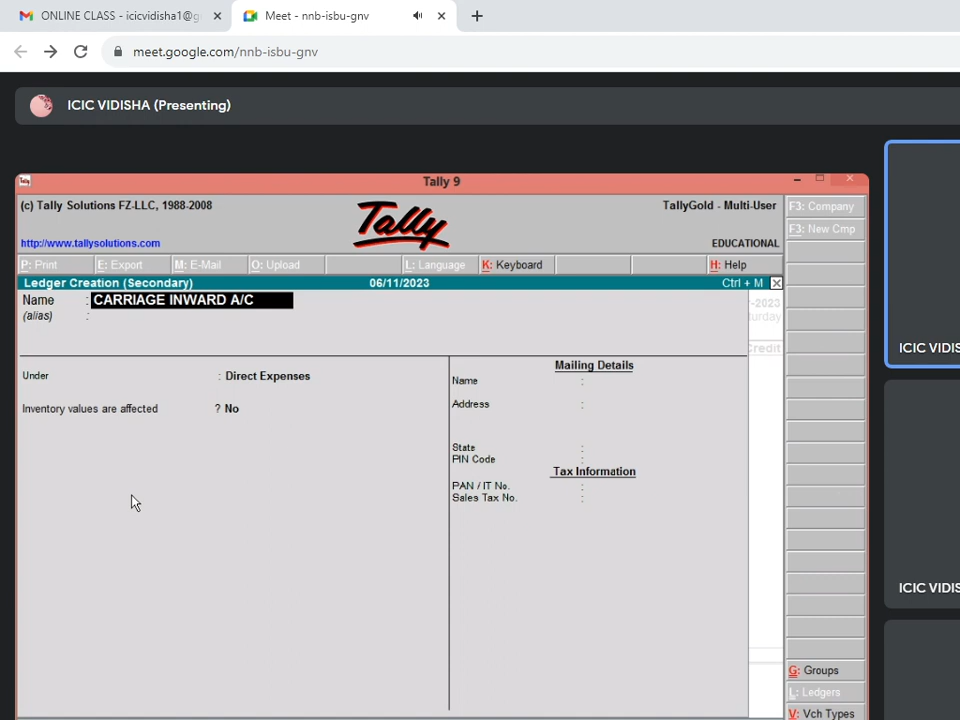 ONLINE CLASS - icicvidisha1@g
Meet - nnb-isbu-gnv
meet.google.com/nnb-isbu-gnv
ICIC VIDISHA (Presenting)
Tally 9
(c) Tally Solutions FZ-LLC, 1988-2008
Tally
TallyGold - Multi-User
http://www.tallysolutions.com
EDUCATIONAL
P: Print
E: Export
M: E-Mail
O: Upload
L: Language
K: Keyboard
H: Help
Ledger Creation (Secondary)
06/11/2023
Ctrl + M
Name : CARRIAGE INWARD A/C
(alias) :
-2023
turday
Credit
Under : Direct Expenses
Inventory values are affected ? No
Mailing Details
Name :
Address :
State :
PIN Code :
Tax Information
PAN / IT No. :
Sales Tax No. :
F3: Company
F3: New Cmp
G: Groups
L: Ledgers
V: Vch Types
ICIC VIDIS
ICIC VIDIS